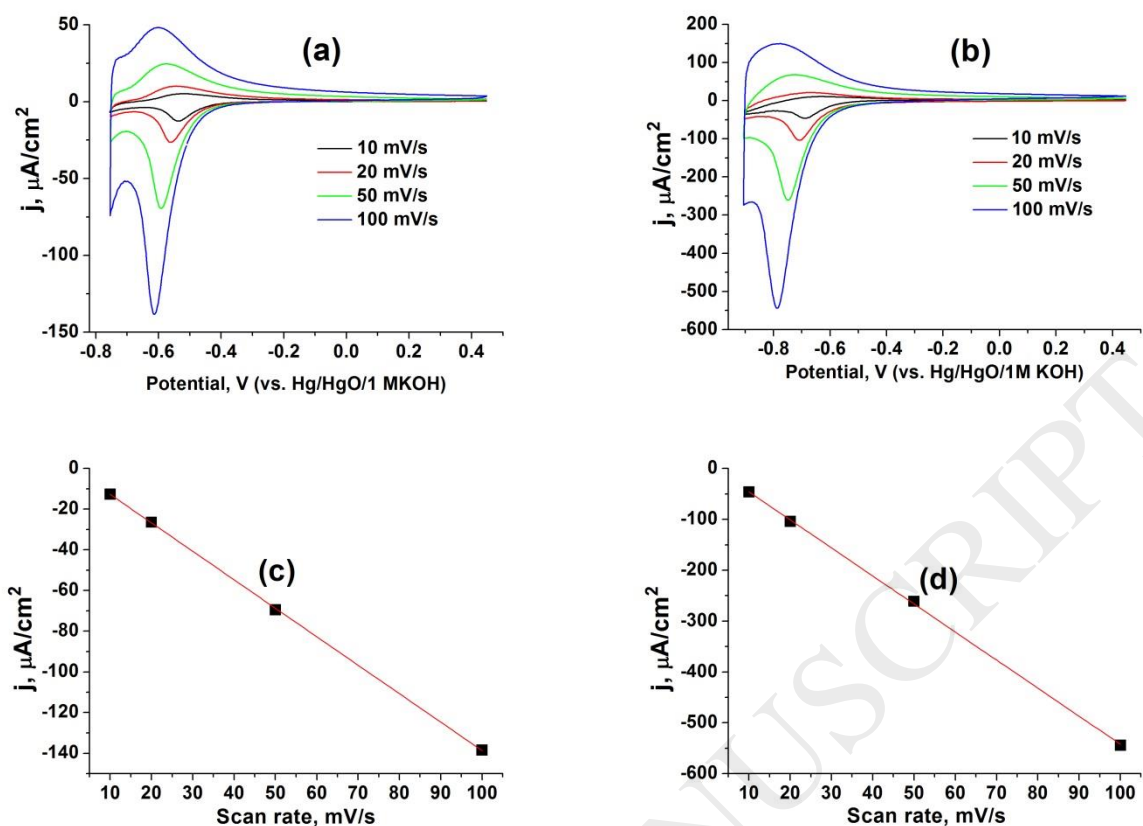 (a)
50
0
-50
-100
-150
j, μA/cm²
10 mV/s
20 mV/s
50 mV/s
100 mV/s
-0.8 -0.6 -0.4 -0.2 0.0 0.2 0.4
Potential, V (vs. Hg/HgO/1 MKOH)
(b)
200
100
0
-100
-200
-300
-400
-500
-600
j, μA/cm²
10 mV/s
20 mV/s
50 mV/s
100 mV/s
-0.8 -0.6 -0.4 -0.2 0.0 0.2 0.4
Potential, V (vs. Hg/HgO/1M KOH)
(c)
0
-20
-40
-60
-80
-100
-120
-140
j, μA/cm²
10 20 30 40 50 60 70 80 90 100
Scan rate, mV/s
(d)
0
-100
-200
-300
-400
-500
-600
j, μA/cm²
10 20 30 40 50 60 70 80 90 100
Scan rate, mV/s
NUSCRIPT